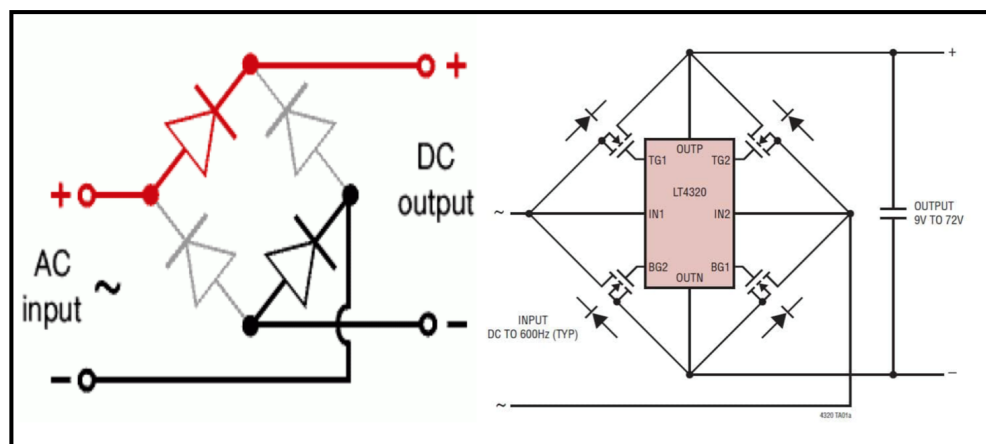 +
-
DC
output
+
AC
input
~
-
+
OUTP
TG1
TG2
LT4320
~
IN1
IN2
OUTPUT
9V TO 72V
BG2
BG1
OUTN
INPUT
DC TO 600Hz (TYP)
−
~
4320 TA01a